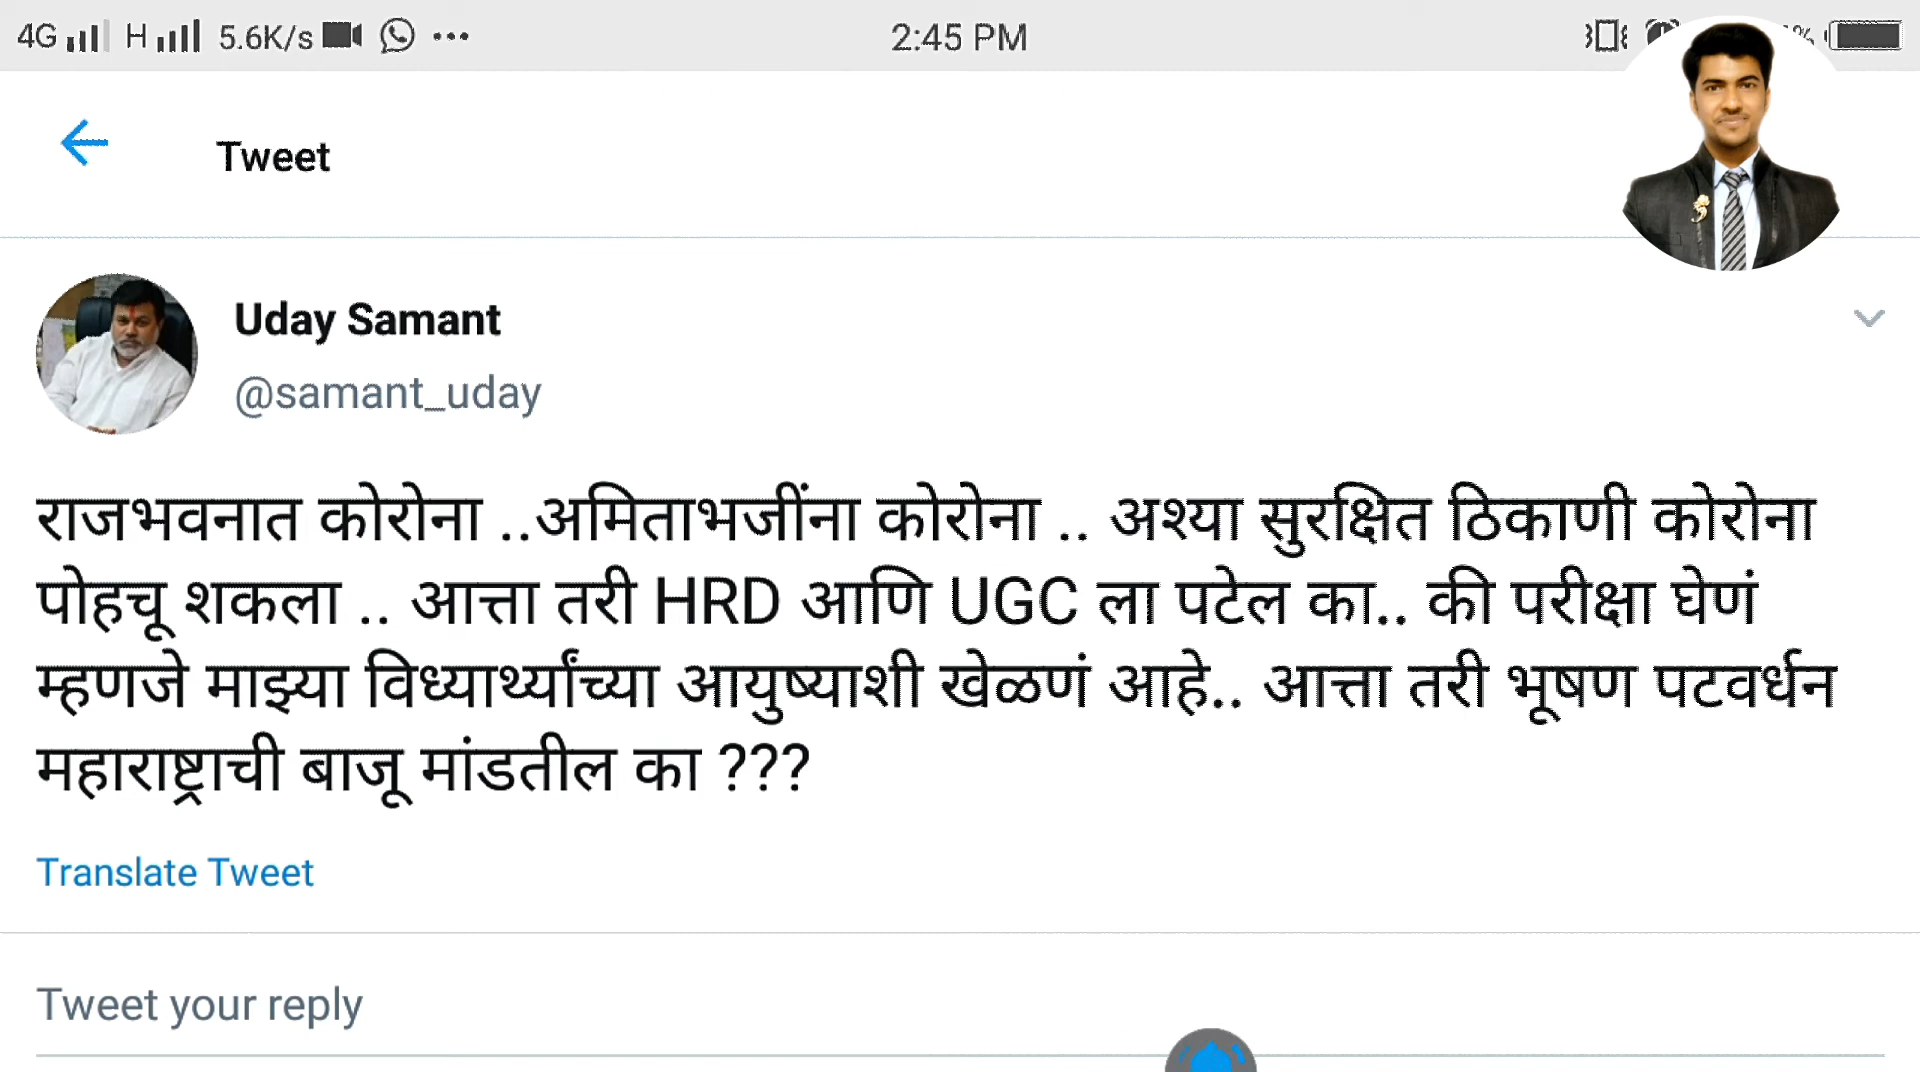 4G H 5.6K/s ••• 2:45 PM %
Tweet
Uday Samant
@samant_uday
राजभवनात कोरोना ..अमिताभजींना कोरोना .. अश्या सुरक्षित ठिकाणी कोरोना
पोहचू शकला .. आत्ता तरी HRD आणि UGC ला पटेल का.. की परीक्षा घेणं
म्हणजे माझ्या विध्यार्थ्यांच्या आयुष्याशी खेळणं आहे.. आत्ता तरी भूषण पटवर्धन
महाराष्ट्राची बाजू मांडतील का ???
Translate Tweet
Tweet your reply